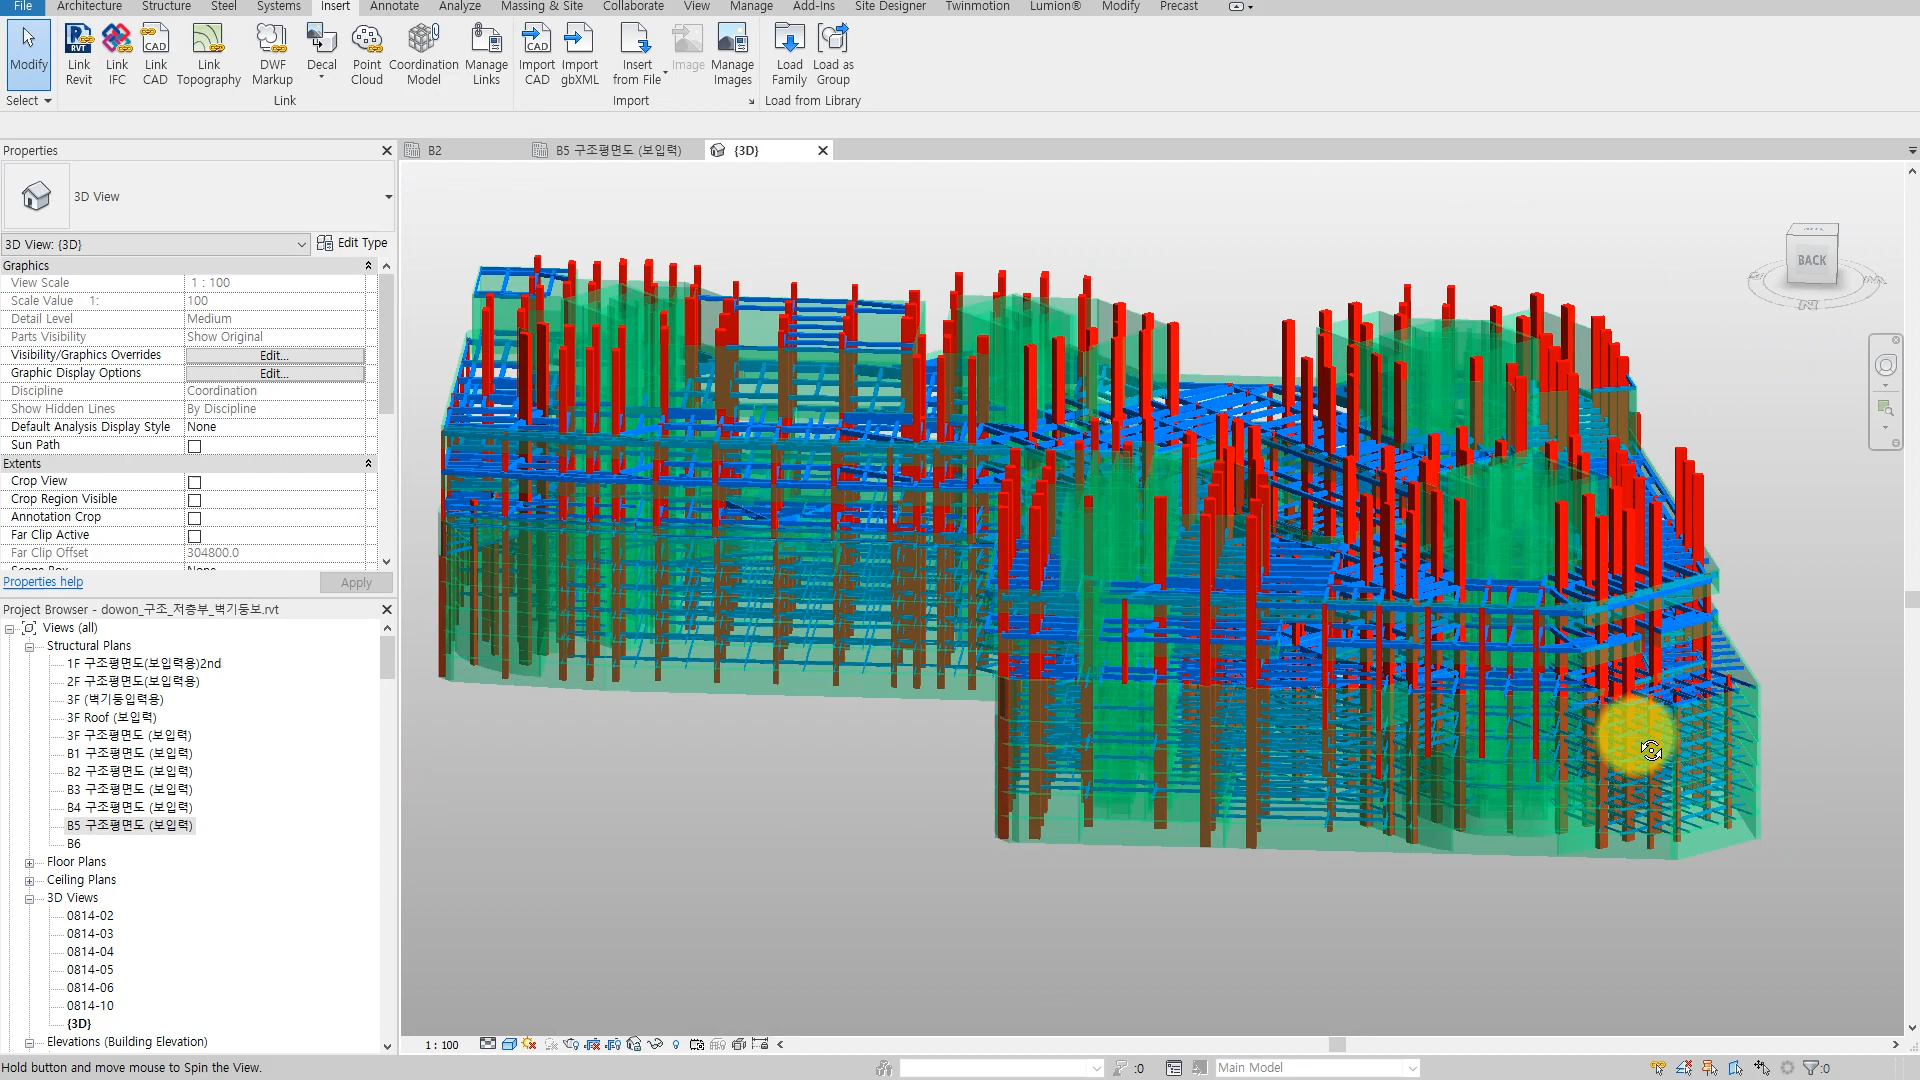 File Architecture Structure Steel Systems Insert Annotate Analyze Massing & Site Collaborate View Manage Add-Ins Site Designer Twinmotion Lumion® Modify Precast
Modify
Link Revit
Link IFC
Link CAD
Link Topography
DWF Markup
Decal
Point Cloud
Coordination Model
Manage Links
Import CAD
Import gbXML
Insert from File
Image
Manage Images
Load Family
Load as Group
Select
Link
Import
Load from Library
Properties
B2
B5 구조평면도 (보입력)
{3D}
3D View
3D View: {3D}
Edit Type
Graphics
View Scale 1 : 100
Scale Value 1: 100
Detail Level Medium
Parts Visibility Show Original
Visibility/Graphics Overrides Edit...
Graphic Display Options Edit...
Discipline Coordination
Show Hidden Lines By Discipline
Default Analysis Display Style None
Sun Path
Extents
Crop View
Crop Region Visible
Annotation Crop
Far Clip Active
Far Clip Offset 304800.0
Properties help
Apply
BACK
Project Browser - dowon_구조_저층부_벽기둥보.rvt
Views (all)
Structural Plans
1F 구조평면도(보입력용)2nd
2F 구조평면도(보입력용)
3F (벽기둥입력용)
3F Roof (보입력)
3F 구조평면도 (보입력)
B1 구조평면도 (보입력)
B2 구조평면도 (보입력)
B3 구조평면도 (보입력)
B4 구조평면도 (보입력)
B5 구조평면도 (보입력)
B6
Floor Plans
Ceiling Plans
3D Views
0814-02
0814-03
0814-04
0814-05
0814-06
0814-10
{3D}
Elevations (Building Elevation)
1 : 100
Hold button and move mouse to Spin the View.
:0
Main Model
:0